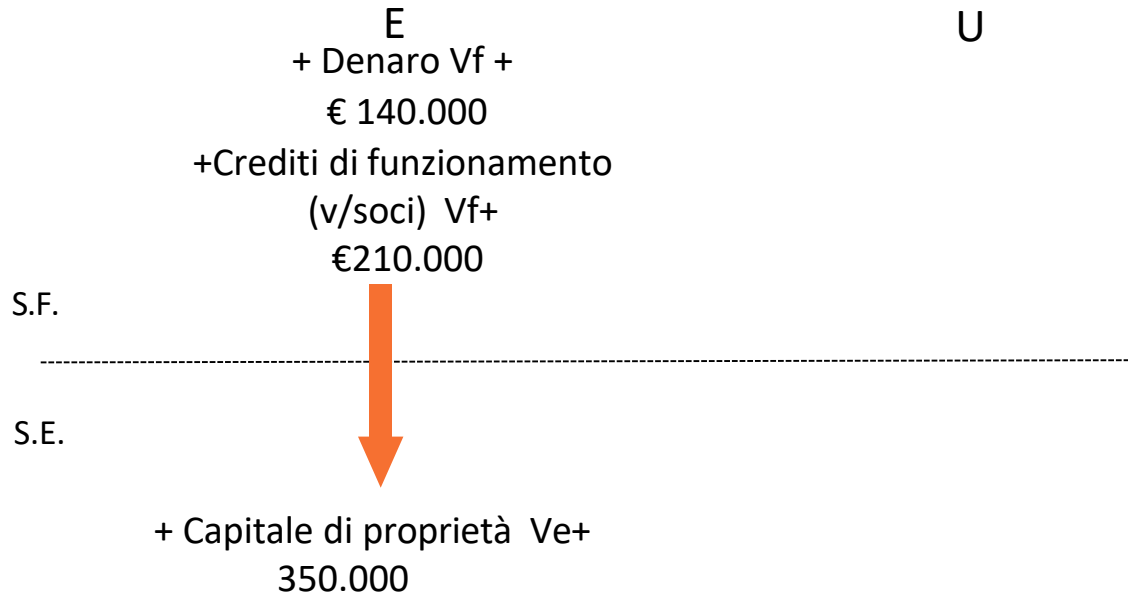 E
U
+ Denaro Vf +
€ 140.000
+Crediti di funzionamento
(v/soci) Vf+
€210.000
S.F.
S.E.
+ Capitale di proprietà Ve+
350.000